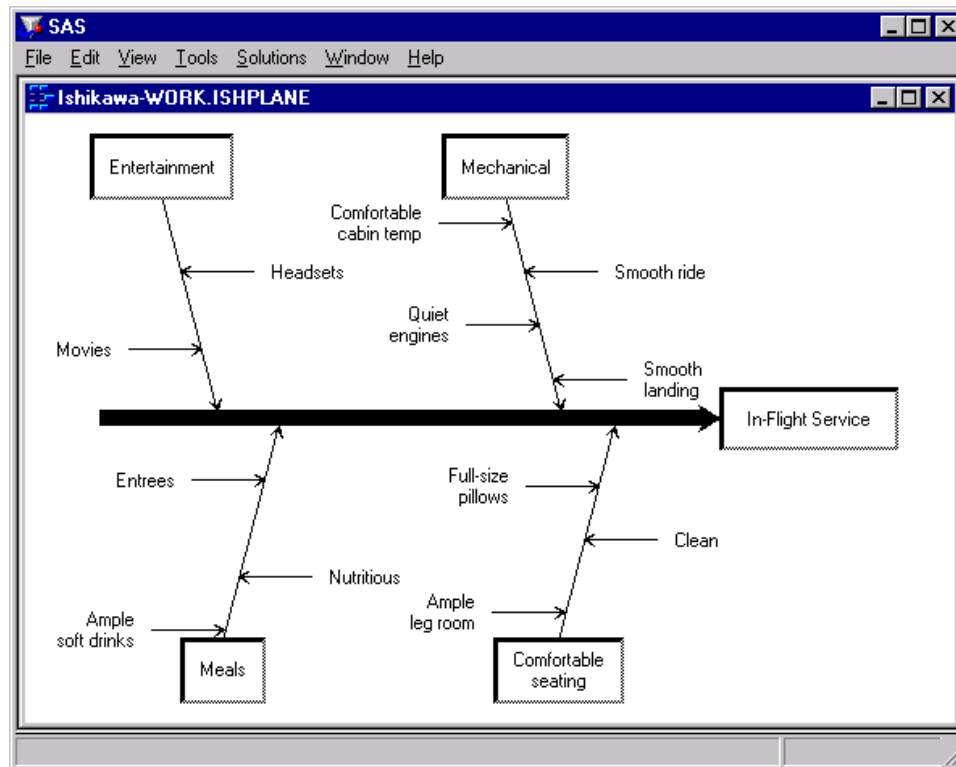 SAS
File Edit View Tools Solutions Window Help
Ishikawa-WORK.ISHPLANE
Entertainment
Mechanical
Comfortable
cabin temp
Headsets
Smooth ride
Quiet
engines
Movies
Smooth
landing
In-Flight Service
Entrees
Full-size
pillows
Clean
Nutritious
Ample
leg room
Ample
soft drinks
Meals
Comfortable
seating